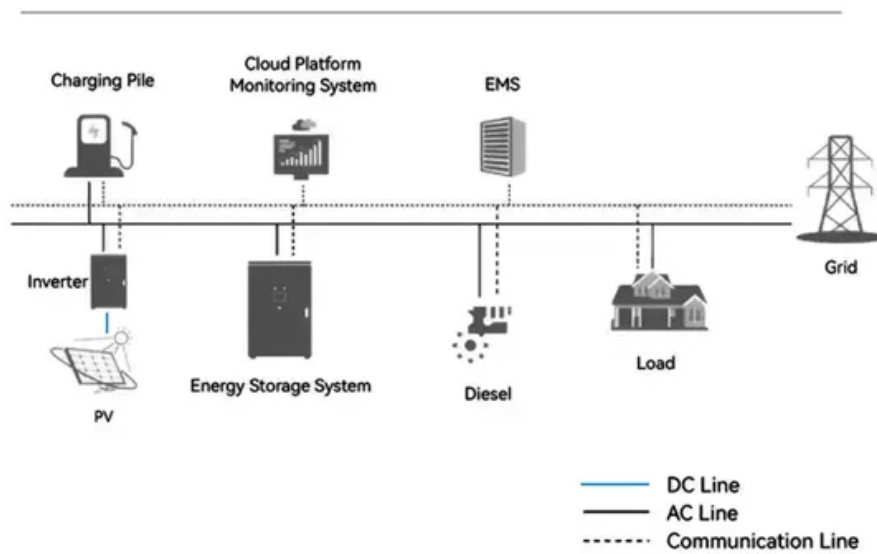 Charging Pile
Cloud Platform
Monitoring System
EMS
Inverter
Grid
Energy Storage System
Diesel
Load
PV
DC Line
AC Line
Communication Line